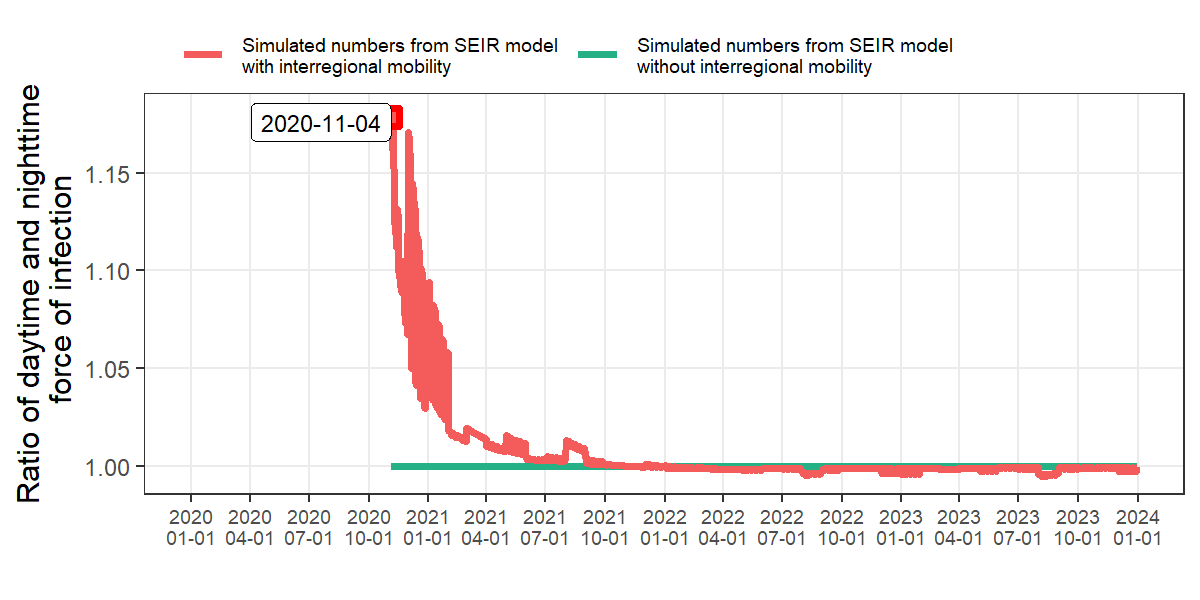 Simulated numbers from SEIR model
with interregional mobility
Simulated numbers from SEIR model
without interregional mobility
Ratio of daytime and nighttime
force of infection
2020-11-04
1.15
1.10
1.05
1.00
2020 2020 2020 2020 2021 2021 2021 2021 2022 2022 2022 2022 2023 2023 2023 2023 2024
01-01 04-01 07-01 10-01 01-01 04-01 07-01 10-01 01-01 04-01 07-01 10-01 01-01 04-01 07-01 10-01 01-01